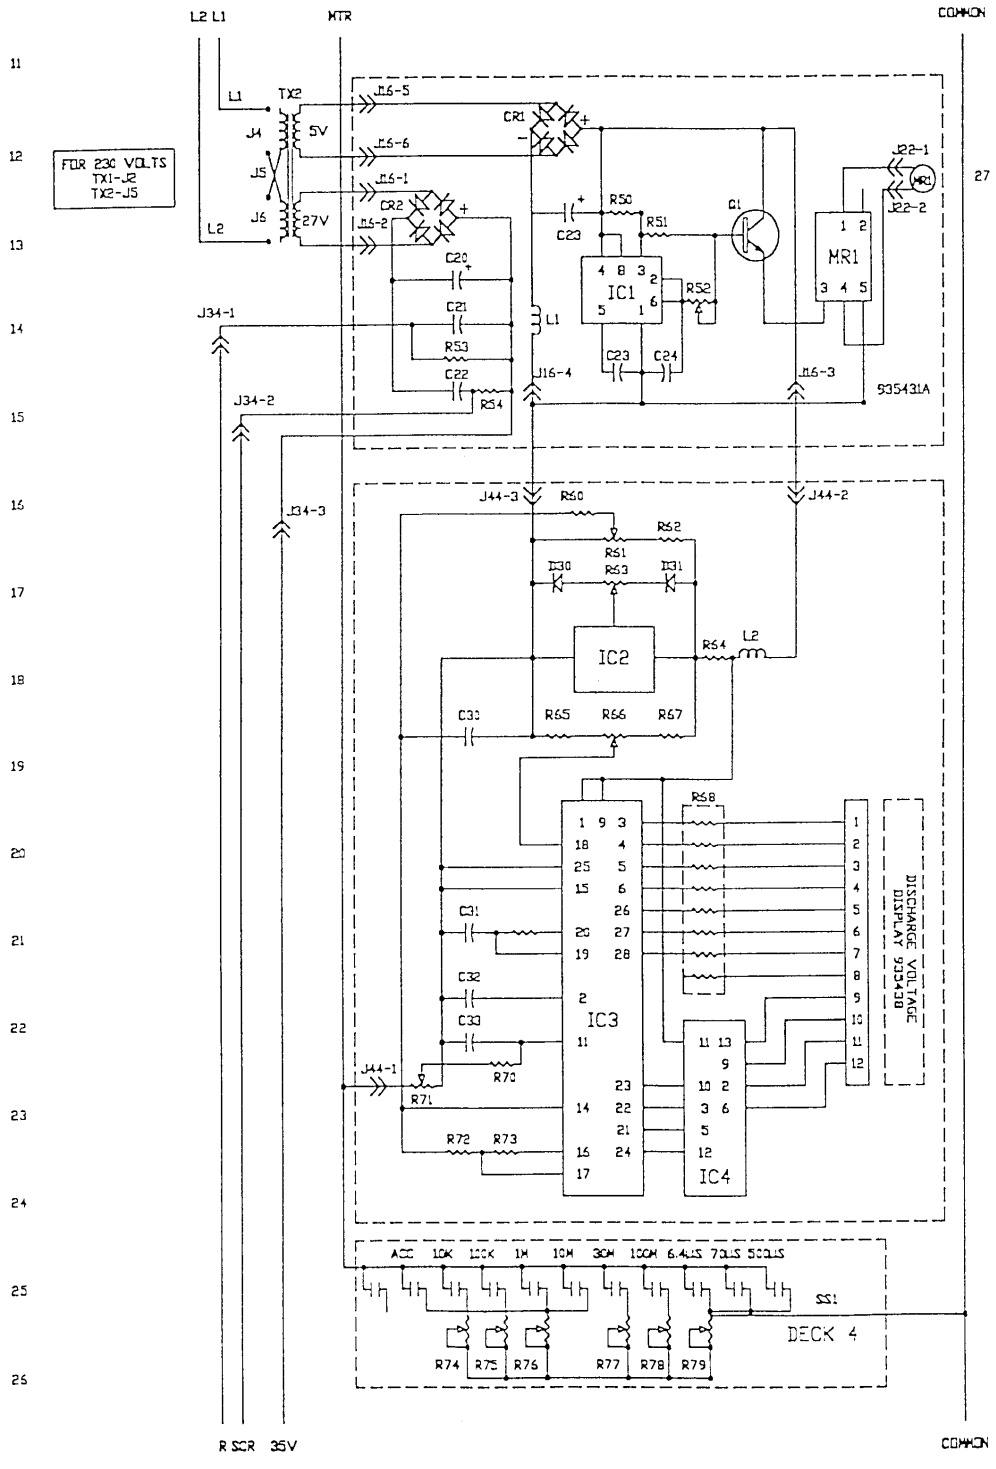 L2 L1 MTR COMMON
11
L1 TX2 J16-5
CR1 + -
J4 5V
12
J16-6
J22-1
FOR 230 VOLTS
TX1-J2
TX2-J5
J5
J16-1
27
MR1
J6 27V CR2 +
R50 Q1
J22-2
L2 J16-2
C23 + R51
1 2
13
C20 +
4 8 3 2
MR1
IC1 6 R52
3 4 5
5 1
J34-1
C21
L1
14
R53
C23 C24
C22
J16-4 J16-3
R54
935431A
J34-2
15
J44-3 R60 J44-2
16
J34-3
R61 R62
D30 R63 D31
17
IC2
R64 L2
18
C30 R65 R66 R67
19
R68
1 9 3 1
18 4 2
20
25 5 3
15 6 4
26 5
C31 20 27 6
21
19 28 7
8
DISCHARGE VOLTAGE
DISPLAY 935438
C32 2 9
22
C33 IC3 10
11 11 13 11
9 12
J44-1 R70
R71 23 10 2
14 22 3 6
23
21 5
R72 R73 16 24 12
17 IC4
24
ACC 10K 100K 1M 10M 30M 100M 6.4US 70US 500US
25
SS1
DECK 4
R74 R75 R76 R77 R78 R79
26
R SCR 35V COMMON